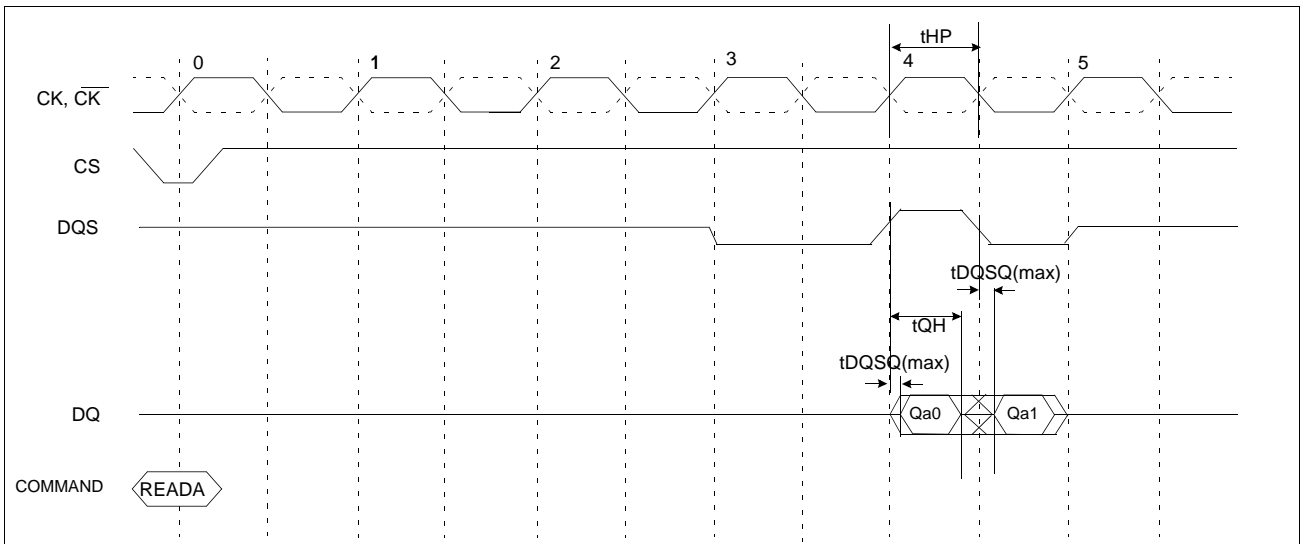 tHP
0 1 2 3 4 5
CK, CK
CS
DQS
tDQSQ(max)
tQH
tDQSQ(max)
DQ Qa0 Qa1
COMMAND READA